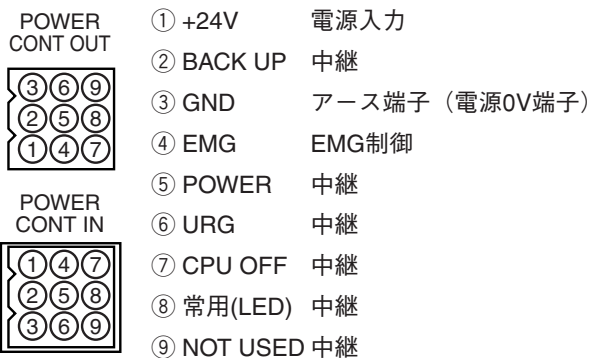 POWER
CONT OUT
③⑥⑨
②⑤⑧
①④⑦
POWER
CONT IN
①④⑦
②⑤⑧
③⑥⑨
① +24V 電源入力
② BACK UP 中継
③ GND アース端子（電源0V端子）
④ EMG EMG制御
⑤ POWER 中継
⑥ URG 中継
⑦ CPU OFF 中継
⑧ 常用(LED) 中継
⑨ NOT USED 中継